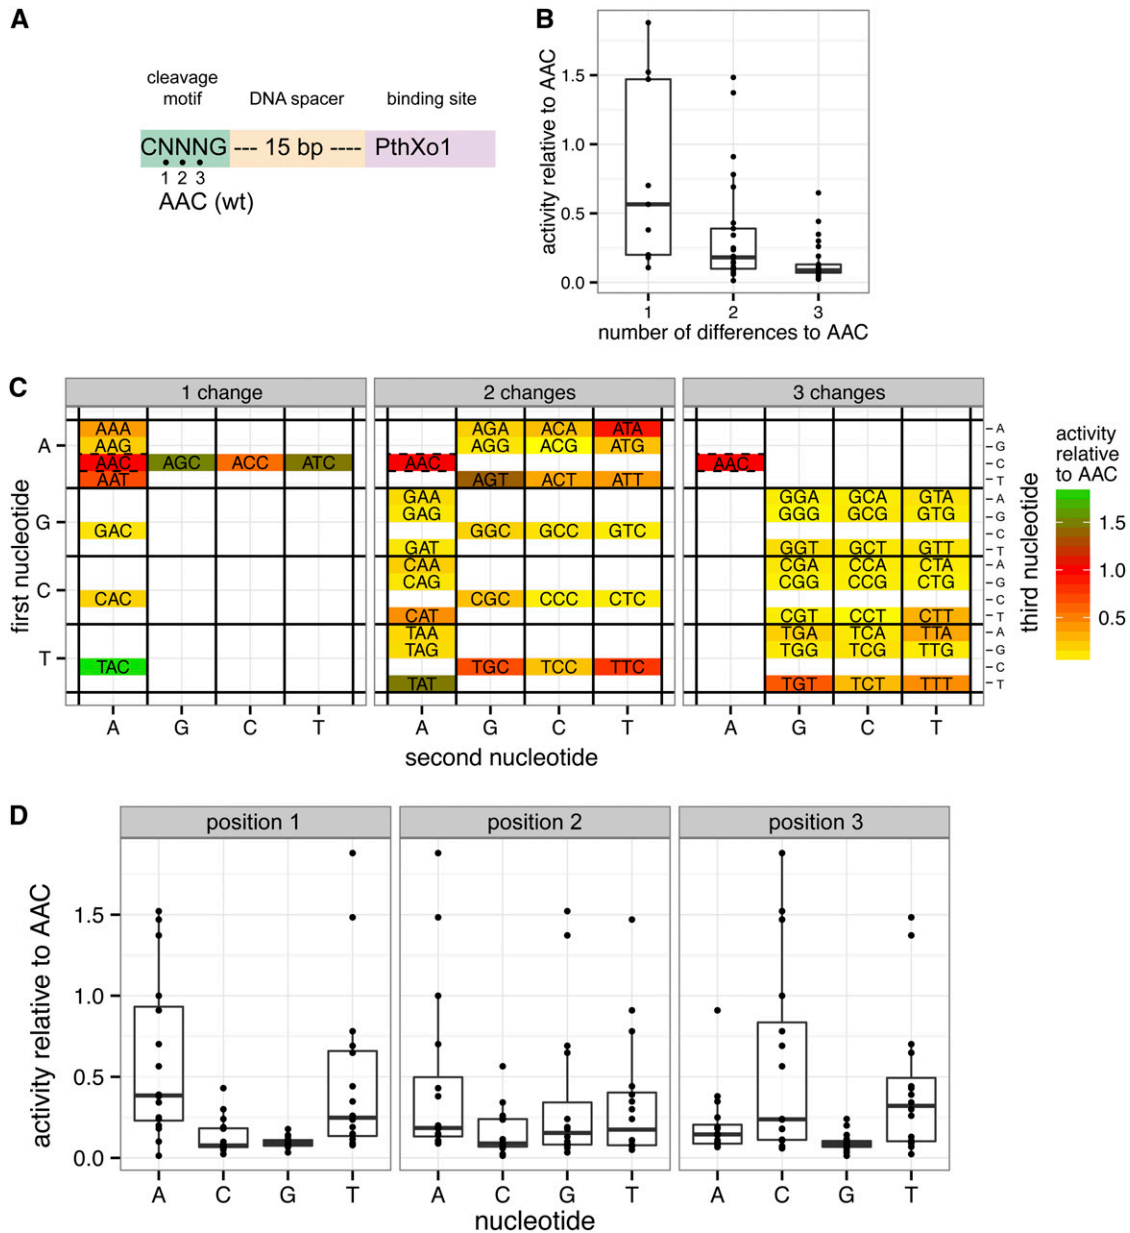 A
cleavage motif
DNA spacer
binding site
CNNNG --- 15 bp ---- PthXo1
1 2 3
AAC (wt)
B
activity relative to AAC
1.5
1.0
0.5
0.0
1 2 3
number of differences to AAC
C
1 change 2 changes 3 changes
first nucleotide
A
G
C
T
AAA AGA ACA ATA A
AAG AGG ACG ATG G
AAC AGC ACC ATC AAC AAC C
AAT AGT ACT ATT T
GAA GGA GCA GTA A
GAG GGG GCG GTG G
GAC GGC GCC GTC C
GAT GGT GCT GTT T
CAA CGA CCA CTA A
CAG CGG CCG CTG G
CAC CGC CCC CTC C
CAT CGT CCT CTT T
TAA TGA TCA TTA A
TAG TGG TCG TTG G
TAC TGC TCC TTC C
TAT TGT TCT TTT T
A G C T A G C T A G C T
second nucleotide
third nucleotide
activity
relative
to AAC
1.5
1.0
0.5
D
position 1 position 2 position 3
activity relative to AAC
1.5
1.0
0.5
0.0
A C G T A C G T A C G T
nucleotide